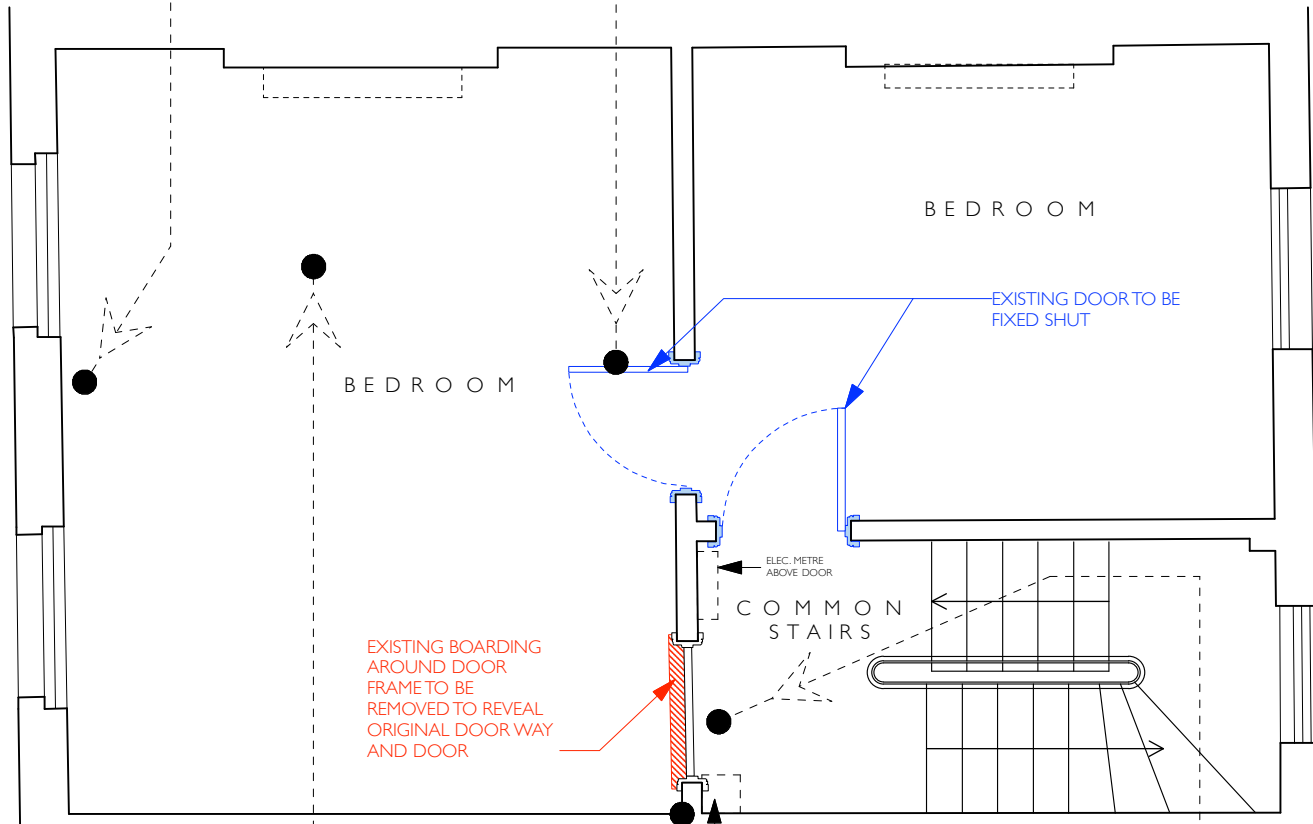 BEDROOM
EXISTING DOOR TO BE
FIXED SHUT
BEDROOM
ELEC. METRE
ABOVE DOOR
COMMON
STAIRS
EXISTING BOARDING
AROUND DOOR
FRAME TO BE
REMOVED TO REVEAL
ORIGINAL DOOR WAY
AND DOOR